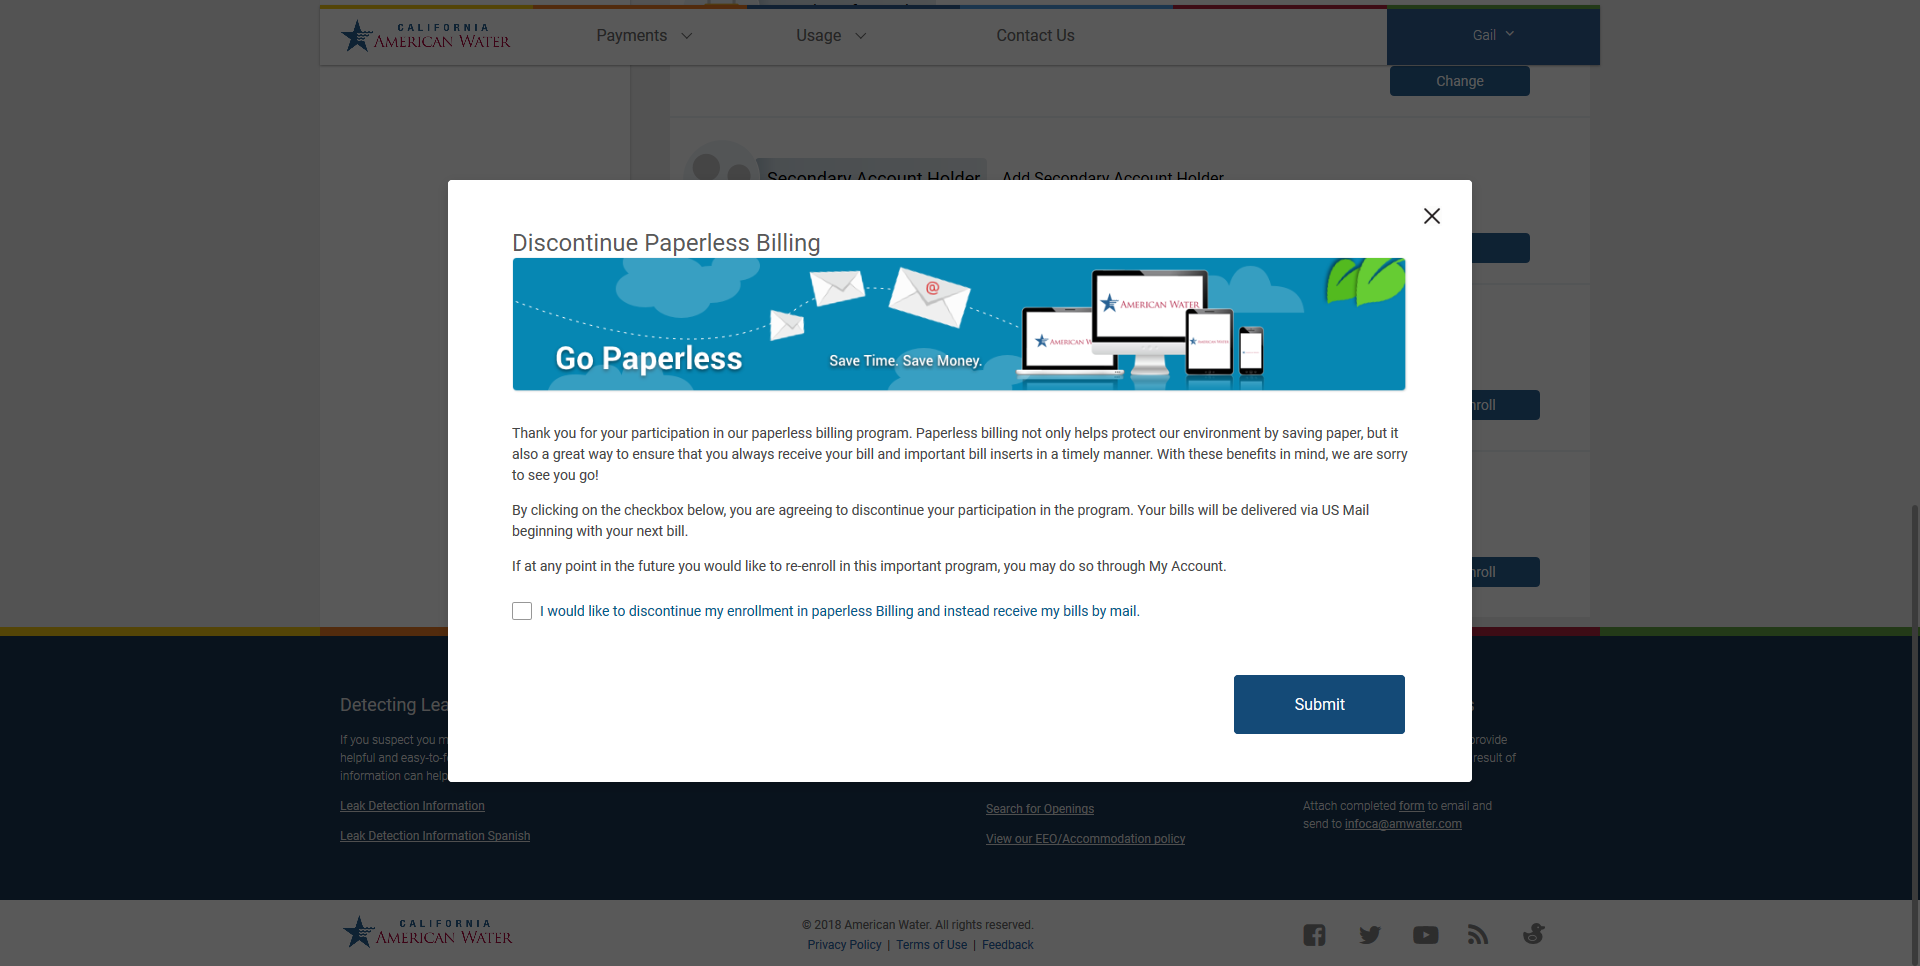 CALIFORNIA
AMERICAN WATER
Payments
Usage
Contact Us
Gail
Change
Secondary Account Holder
Add Secondary Account Holder
Discontinue Paperless Billing
@
AMERICAN WATER
AMERICAN W
Go Paperless
Save Time. Save Money.
Thank you for your participation in our paperless billing program. Paperless billing not only helps protect our environment by saving paper, but it
also a great way to ensure that you always receive your bill and important bill inserts in a timely manner. With these benefits in mind, we are sorry
to see you go!
By clicking on the checkbox below, you are agreeing to discontinue your participation in the program. Your bills will be delivered via US Mail
beginning with your next bill.
If at any point in the future you would like to re-enroll in this important program, you may do so through My Account.
I would like to discontinue my enrollment in paperless Billing and instead receive my bills by mail.
Submit
nroll
nroll
Detecting Lea
If you suspect you m
helpful and easy-to-f
information can help
Leak Detection Information
Leak Detection Information Spanish
Search for Openings
View our EEO/Accommodation policy
s
provide
result of
Attach completed form to email and
send to infoca@amwater.com
CALIFORNIA
AMERICAN WATER
© 2018 American Water. All rights reserved.
Privacy Policy | Terms of Use | Feedback